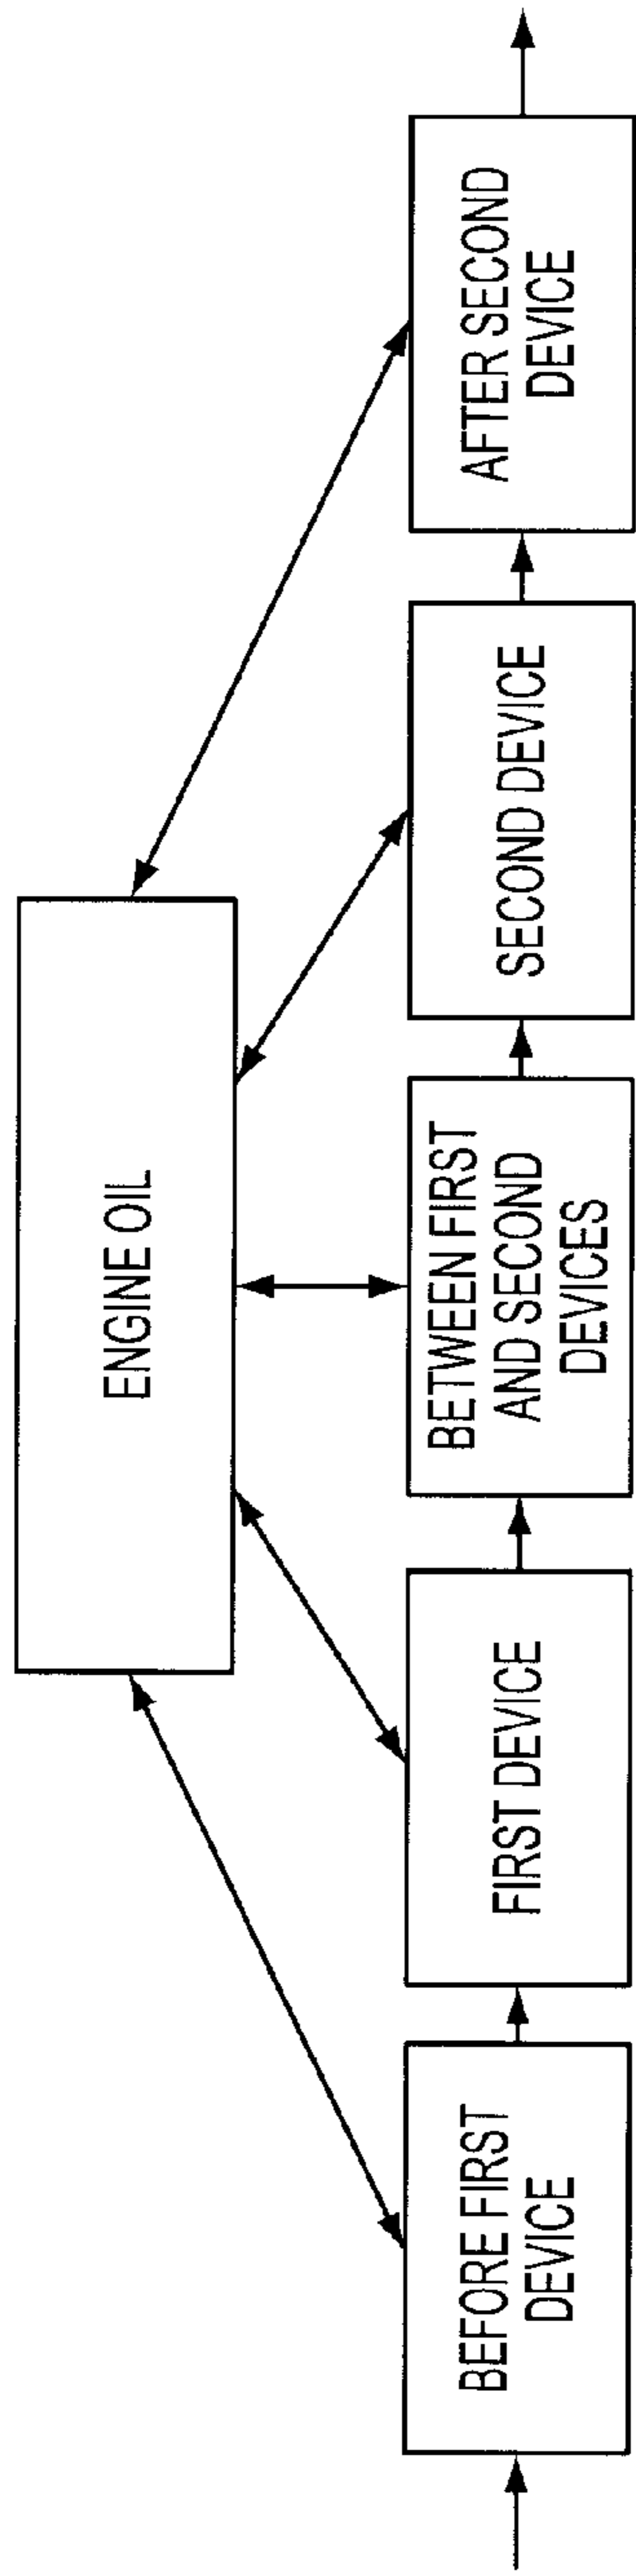 ENGINE OIL
BEFORE FIRST
DEVICE
FIRST DEVICE
BETWEEN FIRST
AND SECOND
DEVICES
SECOND DEVICE
AFTER SECOND
DEVICE